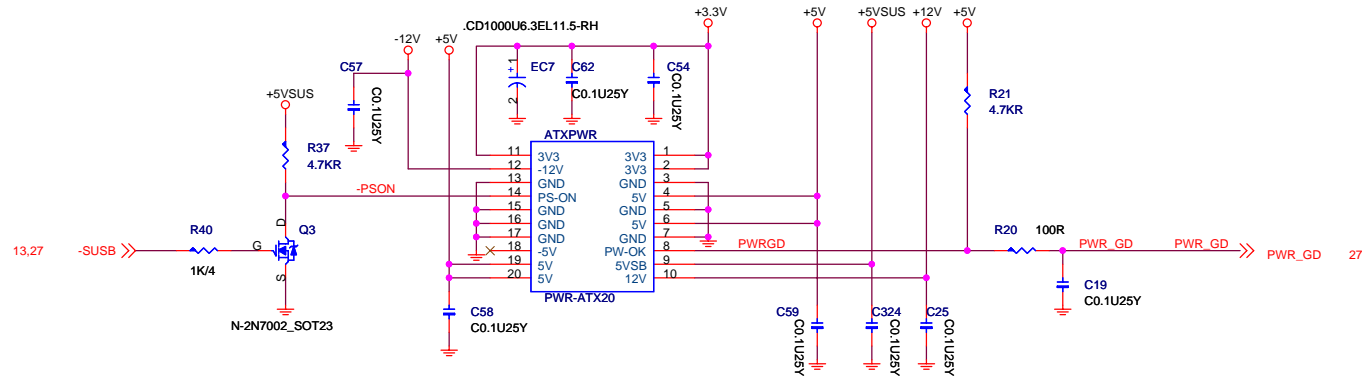 +3.3V
+5V
+5VSUS
+12V
+5V
.CD1000U6.3EL11.5-RH
-12V
+5V
C57
C0.1U25Y
1
+
EC7
2
C62
C0.1U25Y
C54
C0.1U25Y
+5VSUS
R21
4.7KR
R37
4.7KR
ATXPWR
11 3V3 3V3 1
12 -12V 3V3 2
13 GND GND 3
-PSON 14 PS-ON 5V 4
15 GND GND 5
16 GND 5V 6
17 GND GND 7
18 -5V PW-OK 8 PWRGD
19 5V 5VSB 9
20 5V 12V 10
PWR-ATX20
D
Q3
G
S
R40
1K/4
13,27 -SUSB
N-2N7002_SOT23
R20 100R
PWR_GD
PWR_GD
PWR_GD 27
C19
C0.1U25Y
C58
C0.1U25Y
C59
C0.1U25Y
C324
C0.1U25Y
C25
C0.1U25Y